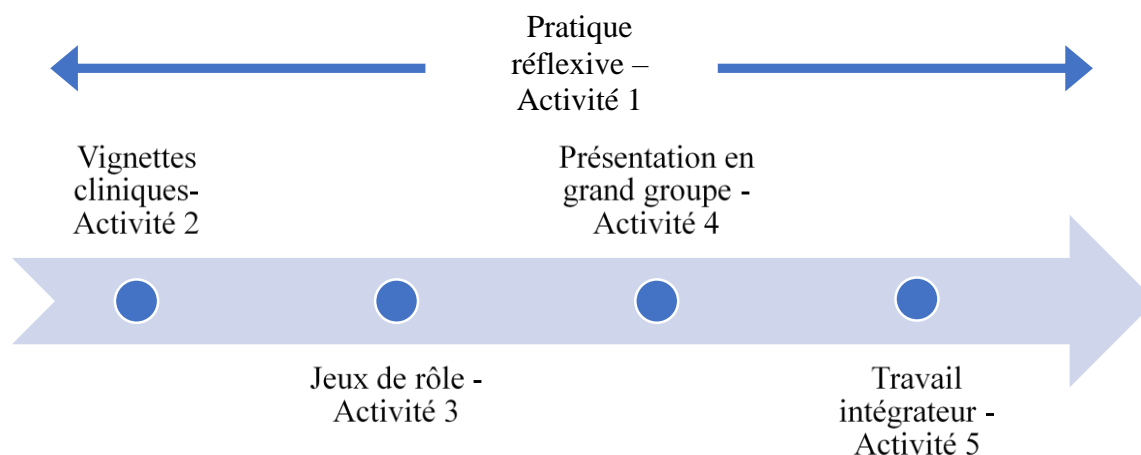 Pratique
réflexive –
Activité 1
Vignettes
cliniques-
Activité 2
Présentation en
grand groupe -
Activité 4
Jeux de rôle -
Activité 3
Travail
intégrateur -
Activité 5